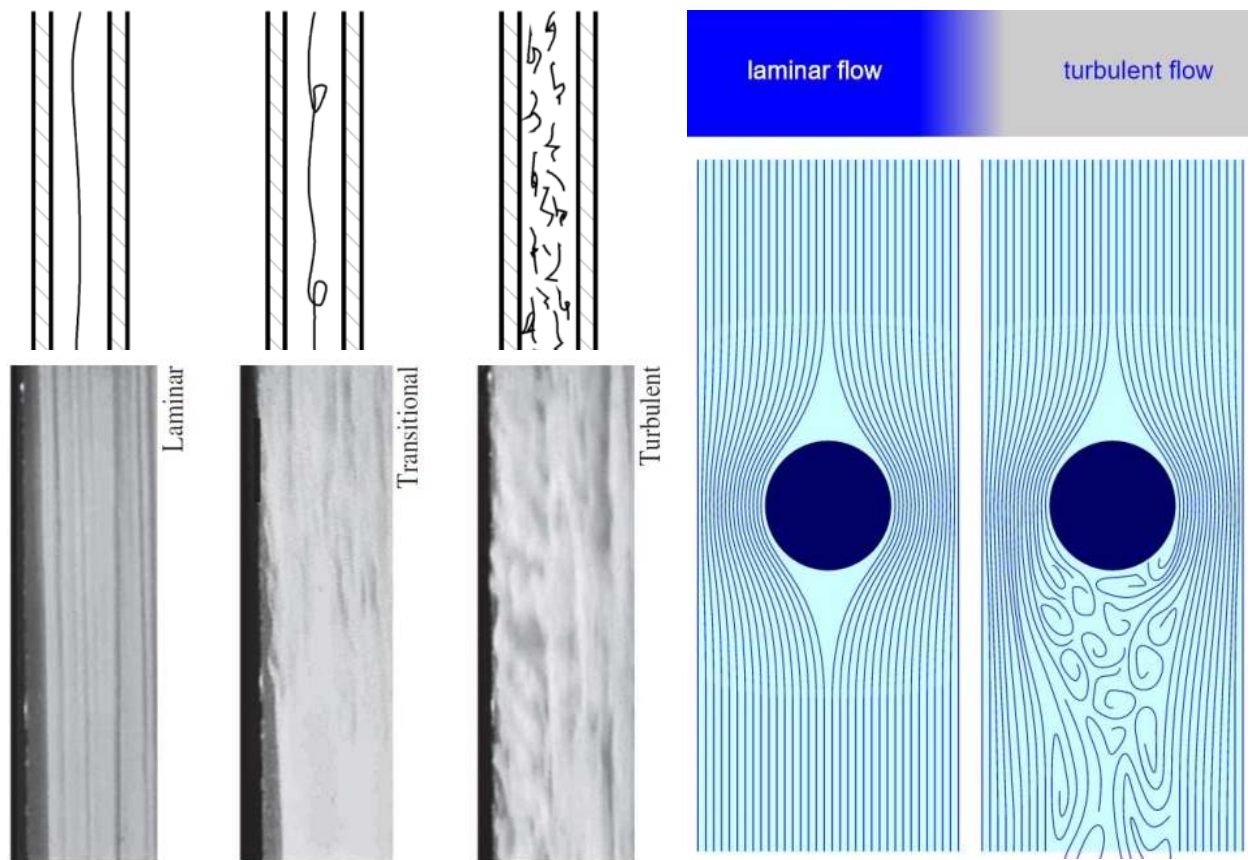 Laminar
Transitional
Turbulent
laminar flow
turbulent flow